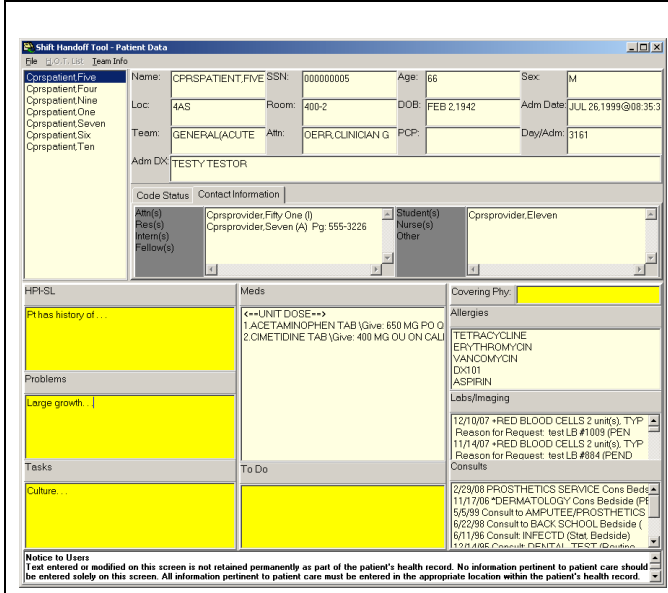 Shift Handoff Tool - Patient Data
File H.O.T. List Team Info
Cprspatient,Five
Cprspatient,Four
Cprspatient,Nine
Cprspatient,One
Cprspatient,Seven
Cprspatient,Six
Cprspatient,Ten
Name: CPRSPATIENT,FIVE SSN: 000000005 Age: 66 Sex: M
Loc: 4AS Room: 400-2 DOB: FEB 2,1942 Adm Date: JUL 26,1999@08:35:3
Team: GENERAL(ACUTE Attn: OERR,CLINICIAN G PCP: Day/Adm: 3161
Adm DX: TESTY TESTOR
Code Status Contact Information
Attn(s)
Res(s)
Intern(s)
Fellow(s)
Cprsprovider,Fifty One (I)
Cprsprovider,Seven (A) Pg: 555-3226
Student(s)
Nurse(s)
Other
Cprsprovider,Eleven
HPI-SL
Pt has history of . . .
Problems
Large growth. . .
Tasks
Culture. . .
Meds
<==UNIT DOSE==>
1.ACETAMINOPHEN TAB \Give: 650 MG PO Q
2.CIMETIDINE TAB \Give: 400 MG OU ON CALI
To Do
Covering Phy:
Allergies
TETRACYCLINE
ERYTHROMYCIN
VANCOMYCIN
DX101
ASPIRIN
Labs/Imaging
12/10/07 +RED BLOOD CELLS 2 unit(s), TYP
Reason for Request: test LB #1009 (PEN
11/14/07 +RED BLOOD CELLS 2 unit(s), TYP
Reason for Request: test LB #884 (PEND
Consults
2/29/08 PROSTHETICS SERVICE Cons Beds
11/17/06 *DERMATOLOGY Cons Bedside (PE
5/5/99 Consult to AMPUTEE/PROSTHETICS
6/22/98 Consult to BACK SCHOOL Bedside (
6/11/96 Consult: INFECTD (Stat, Bedside)
12/14/95 Consult: DENTAL TEST (Routine
Notice to Users
Text entered or modified on this screen is not retained permanently as part of the patient's health record. No information pertinent to patient care should
be entered solely on this screen. All information pertinent to patient care must be entered in the appropriate location within the patient's health record.